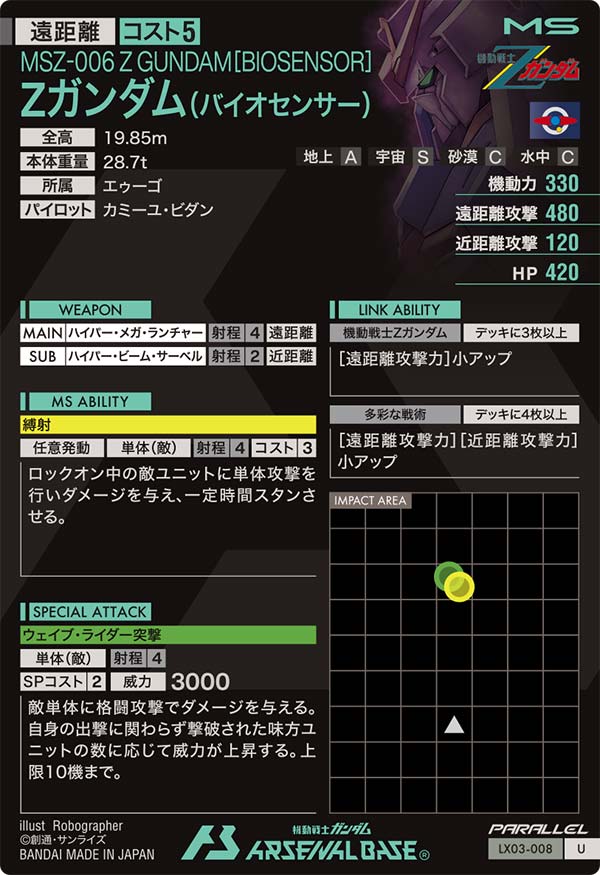 遠距離 コスト5 MS
MSZ-006 Z GUNDAM[BIOSENSOR]
機動戦士Ζガンダム
Zガンダム(バイオセンサー)
全高 19.85m
本体重量 28.7t
所属 エゥーゴ
パイロット カミーユ・ビダン
地上 A 宇宙 S 砂漠 C 水中 C
機動力 330
遠距離攻撃 480
近距離攻撃 120
HP 420
WEAPON
MAIN ハイパー・メガ・ランチャー 射程 4 遠距離
SUB ハイパー・ビーム・サーベル 射程 2 近距離
MS ABILITY
縛射
任意発動 単体(敵) 射程 4 コスト 3
ロックオン中の敵ユニットに単体攻撃を
行いダメージを与え、一定時間スタンさ
せる。
SPECIAL ATTACK
ウェイブ・ライダー突撃
単体(敵) 射程 4
SPコスト 2 威力 3000
敵単体に格闘攻撃でダメージを与える。
自身の出撃に関わらず撃破された味方ユ
ニットの数に応じて威力が上昇する。上
限10機まで。
LINK ABILITY
機動戦士Zガンダム デッキに3枚以上
[遠距離攻撃力]小アップ
多彩な戦術 デッキに4枚以上
[遠距離攻撃力][近距離攻撃力]
小アップ
IMPACT AREA
illust Robographer
©創通・サンライズ
BANDAI MADE IN JAPAN
機動戦士ガンダム
AB ARSENAL BASE®
PARALLEL
LX03-008 U